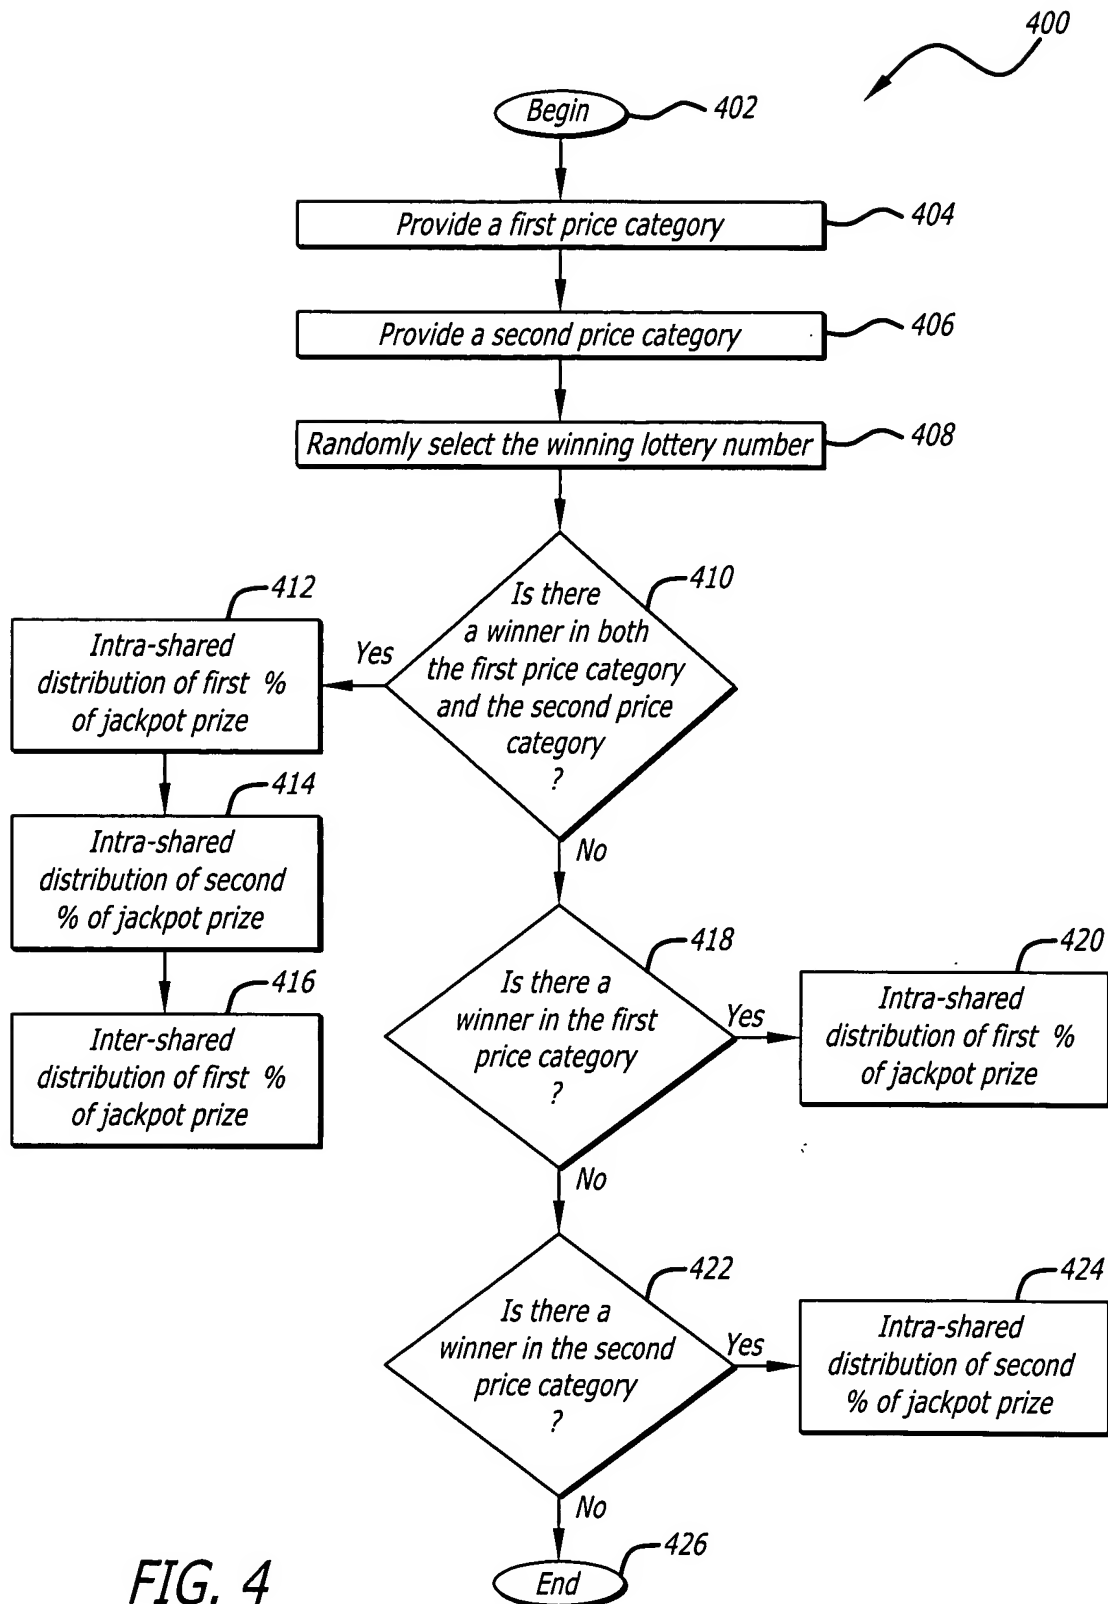 400
Begin
402
Provide a first price category
404
Provide a second price category
406
Randomly select the winning lottery number
408
Is there
a winner in both
the first price category
and the second price
category
?
410
Yes
412
Intra-shared
distribution of first %
of jackpot prize
414
Intra-shared
distribution of second
% of jackpot prize
416
Inter-shared
distribution of first %
of jackpot prize
No
Is there a
winner in the first
price category
?
418
Yes
420
Intra-shared
distribution of first %
of jackpot prize
No
Is there a
winner in the second
price category
?
422
Yes
424
Intra-shared
distribution of second
% of jackpot prize
No
End
426
FIG. 4